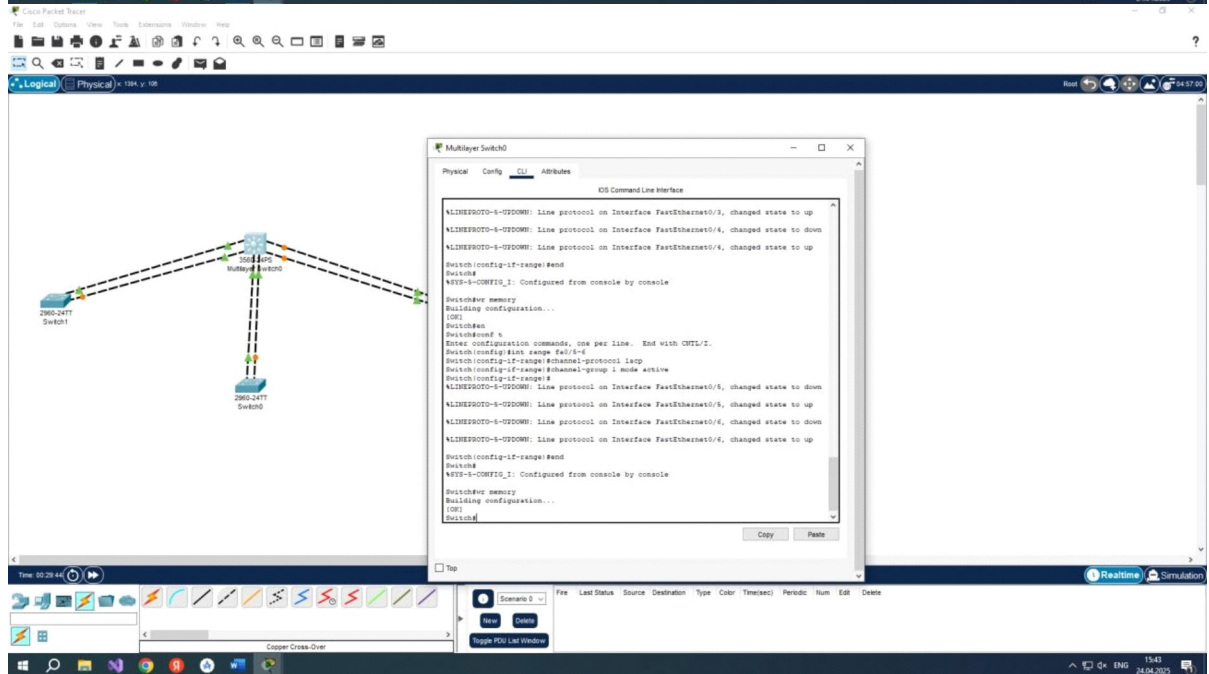 Cisco Packet Tracer
File Edit Options View Tools Extensions Window Help
?
Logical Physical x: 1384, y: 106
Root 04:57:00
Multilayer Switch0
Physical Config CLI Attributes
IOS Command Line Interface
%LINEPROTO-5-UPDOWN: Line protocol on Interface FastEthernet0/3, changed state to up
%LINEPROTO-5-UPDOWN: Line protocol on Interface FastEthernet0/4, changed state to down
%LINEPROTO-5-UPDOWN: Line protocol on Interface FastEthernet0/4, changed state to up
Switch(config-if-range)#end
Switch#
%SYS-5-CONFIG_I: Configured from console by console
Switch#wr memory
Building configuration...
[OK]
Switch#en
Switch#conf t
Enter configuration commands, one per line. End with CNTL/Z.
Switch(config)#int range fa0/5-6
Switch(config-if-range)#channel-protocol lacp
Switch(config-if-range)#channel-group 1 mode active
Switch(config-if-range)#
%LINEPROTO-5-UPDOWN: Line protocol on Interface FastEthernet0/5, changed state to down
%LINEPROTO-5-UPDOWN: Line protocol on Interface FastEthernet0/5, changed state to up
%LINEPROTO-5-UPDOWN: Line protocol on Interface FastEthernet0/6, changed state to down
%LINEPROTO-5-UPDOWN: Line protocol on Interface FastEthernet0/6, changed state to up
Switch(config-if-range)#end
Switch#
%SYS-5-CONFIG_I: Configured from console by console
Switch#wr memory
Building configuration...
[OK]
Switch#
Copy Paste
Top
3560-24PS
Multilayer Switch0
2960-24TT
Switch1
2960-24TT
Switch0
Time: 00:29:44
Realtime Simulation
Scenario 0
New Delete
Toggle PDU List Window
Fire Last Status Source Destination Type Color Time(sec) Periodic Num Edit Delete
Copper Cross-Over
ENG
15:43
24.04.2025